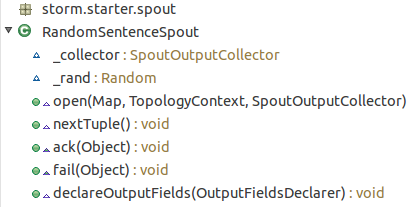 storm.starter.spout
RandomSentenceSpout
_collector : SpoutOutputCollector
_rand : Random
open(Map, TopologyContext, SpoutOutputCollector)
nextTuple() : void
ack(Object) : void
fail(Object) : void
declareOutputFields(OutputFieldsDeclarer) : void